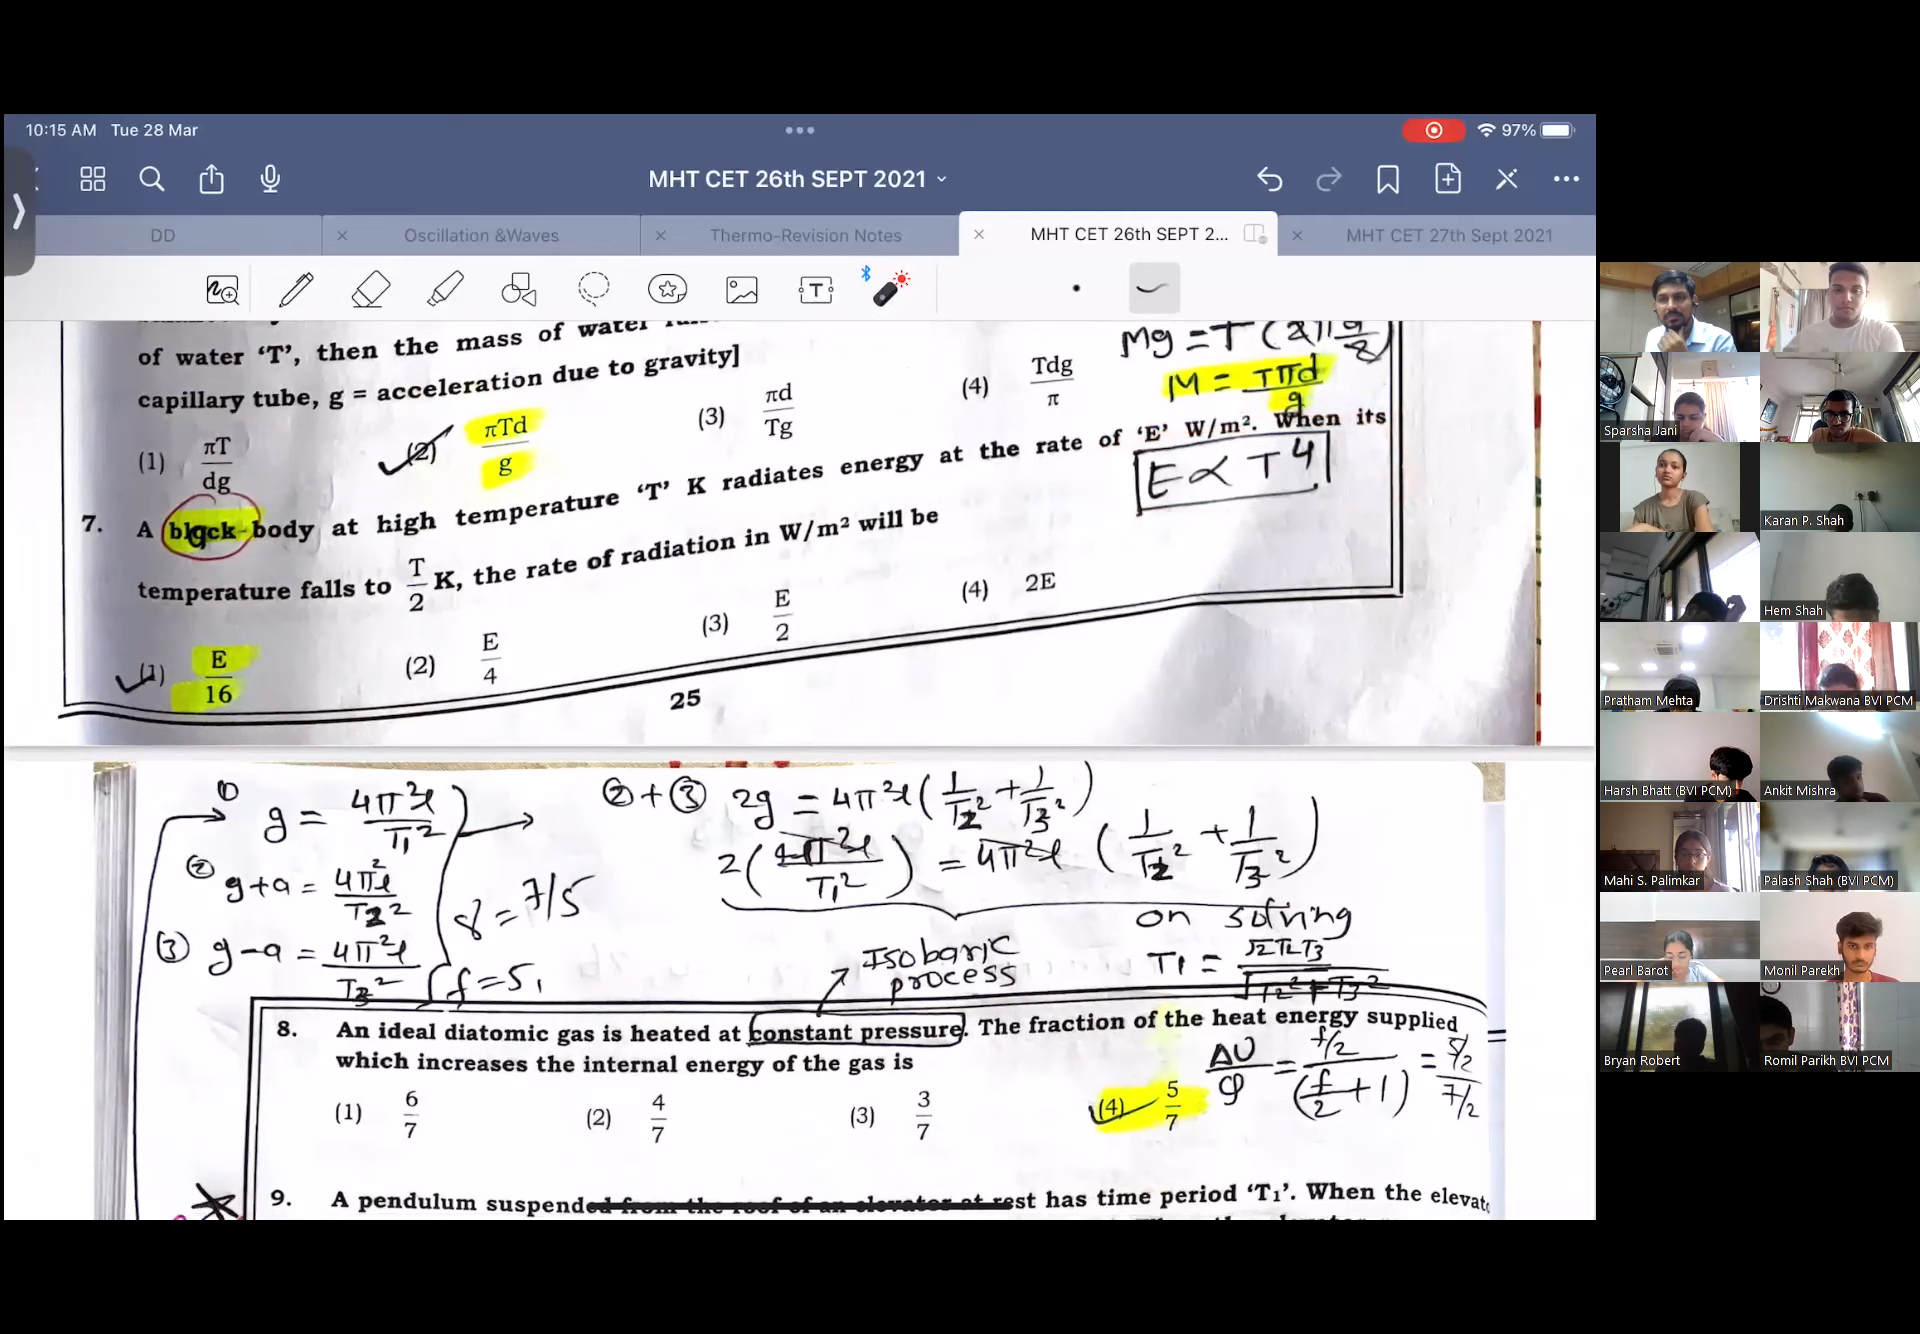 10:15 AM Tue 28 Mar
97%
MHT CET 26th SEPT 2021
DD
Oscillation &Waves
Thermo-Revision Notes
MHT CET 26th SEPT 2...
MHT CET 27th Sept 2021
of water 'T', then the mass of water
capillary tube, g = acceleration due to gravity]
(1) πT/dg
(2) πTd/g
(3) πd/Tg
(4) Tdg/π
M = Tπd/g
7. A black body at high temperature 'T' K radiates energy at the rate of 'E' W/m². When its
E ∝ T⁴
temperature falls to T/2 K, the rate of radiation in W/m² will be
(1) E/16
(2) E/4
(3) E/2
(4) 2E
25
① g = 4π²l/T₁²
② g+a = 4π²l/T₂²
③ g-a = 4π²l/T₃²
γ = 7/5
f = 5,
②+③ 2g = 4π²l(1/T₂² + 1/T₃²)
2(4π²l/T₁²) = 4π²l (1/T₂² + 1/T₃²)
on solving
T₁ = √2T₂T₃/√T₂²+T₃²
Isobaric
process
8. An ideal diatomic gas is heated at constant pressure. The fraction of the heat energy supplied
which increases the internal energy of the gas is
ΔU/Q = f/2/(f/2+1) = 5/2/7/2
(1) 6/7
(2) 4/7
(3) 3/7
(4) 5/7
9. A pendulum suspended from the roof of an elevator at rest has time period 'T₁'. When the elevat
Sparsha Jani
Karan P. Shah
Hem Shah
Pratham Mehta
Drishti Makwana BVI PCM
Harsh Bhatt (BVI PCM)
Ankit Mishra
Mahi S. Palimkar
Palash Shah (BVI PCM)
Pearl Barot
Monil Parekh
Bryan Robert
Romil Parikh BVI PCM